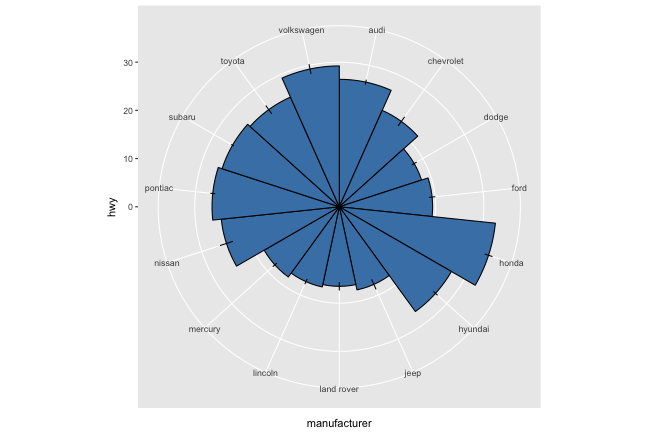 volkswagen
audi
toyota
chevrolet
subaru
dodge
pontiac
ford
nissan
honda
mercury
hyundai
lincoln
jeep
land rover
30
20
10
0
hwy
manufacturer